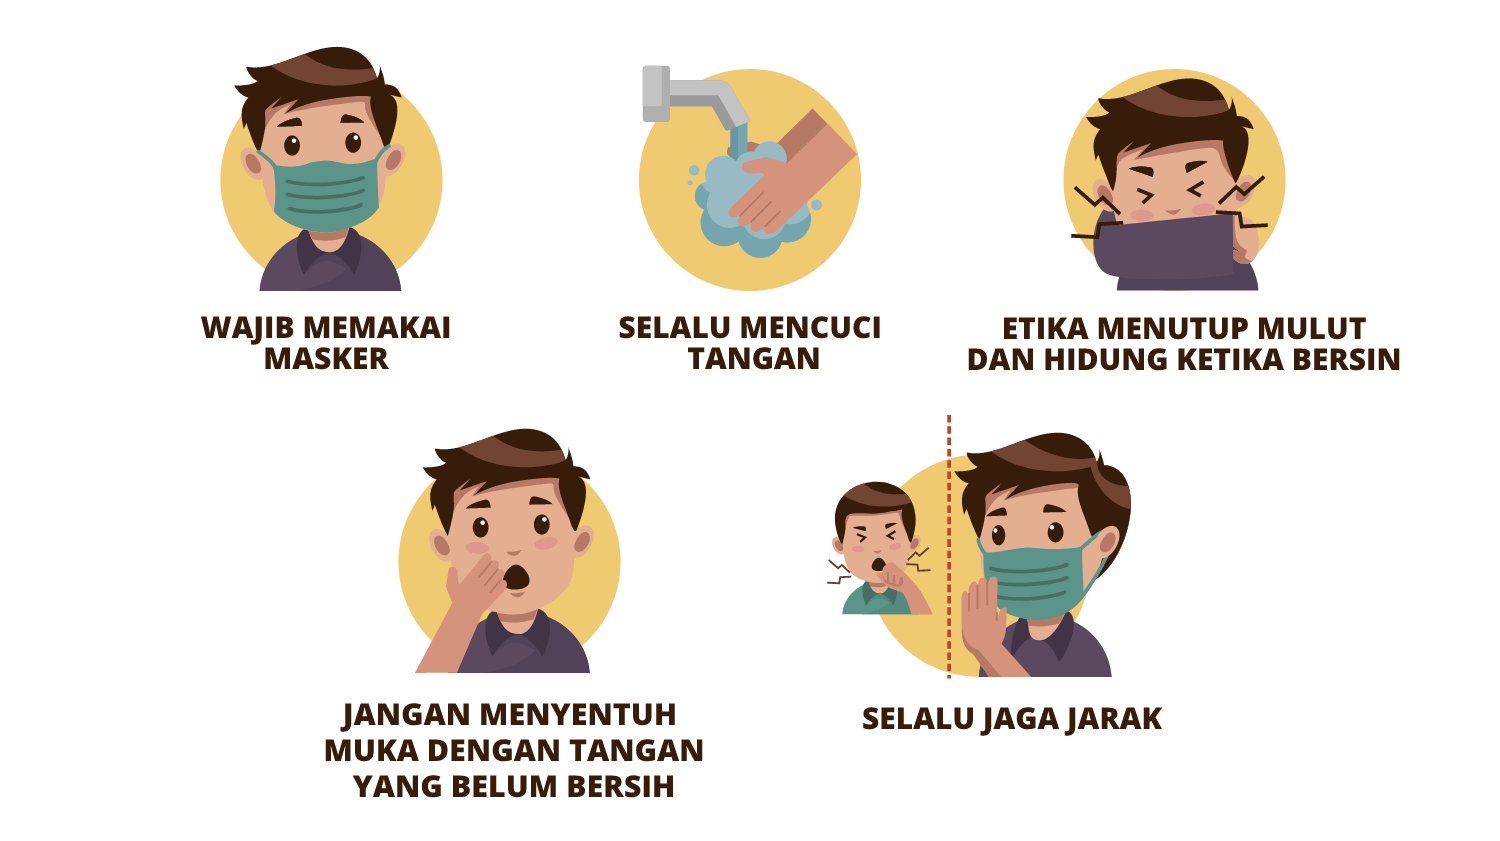 WAJIB MEMAKAI
MASKER
SELALU MENCUCI
TANGAN
ETIKA MENUTUP MULUT
DAN HIDUNG KETIKA BERSIN
JANGAN MENYENTUH
MUKA DENGAN TANGAN
YANG BELUM BERSIH
SELALU JAGA JARAK